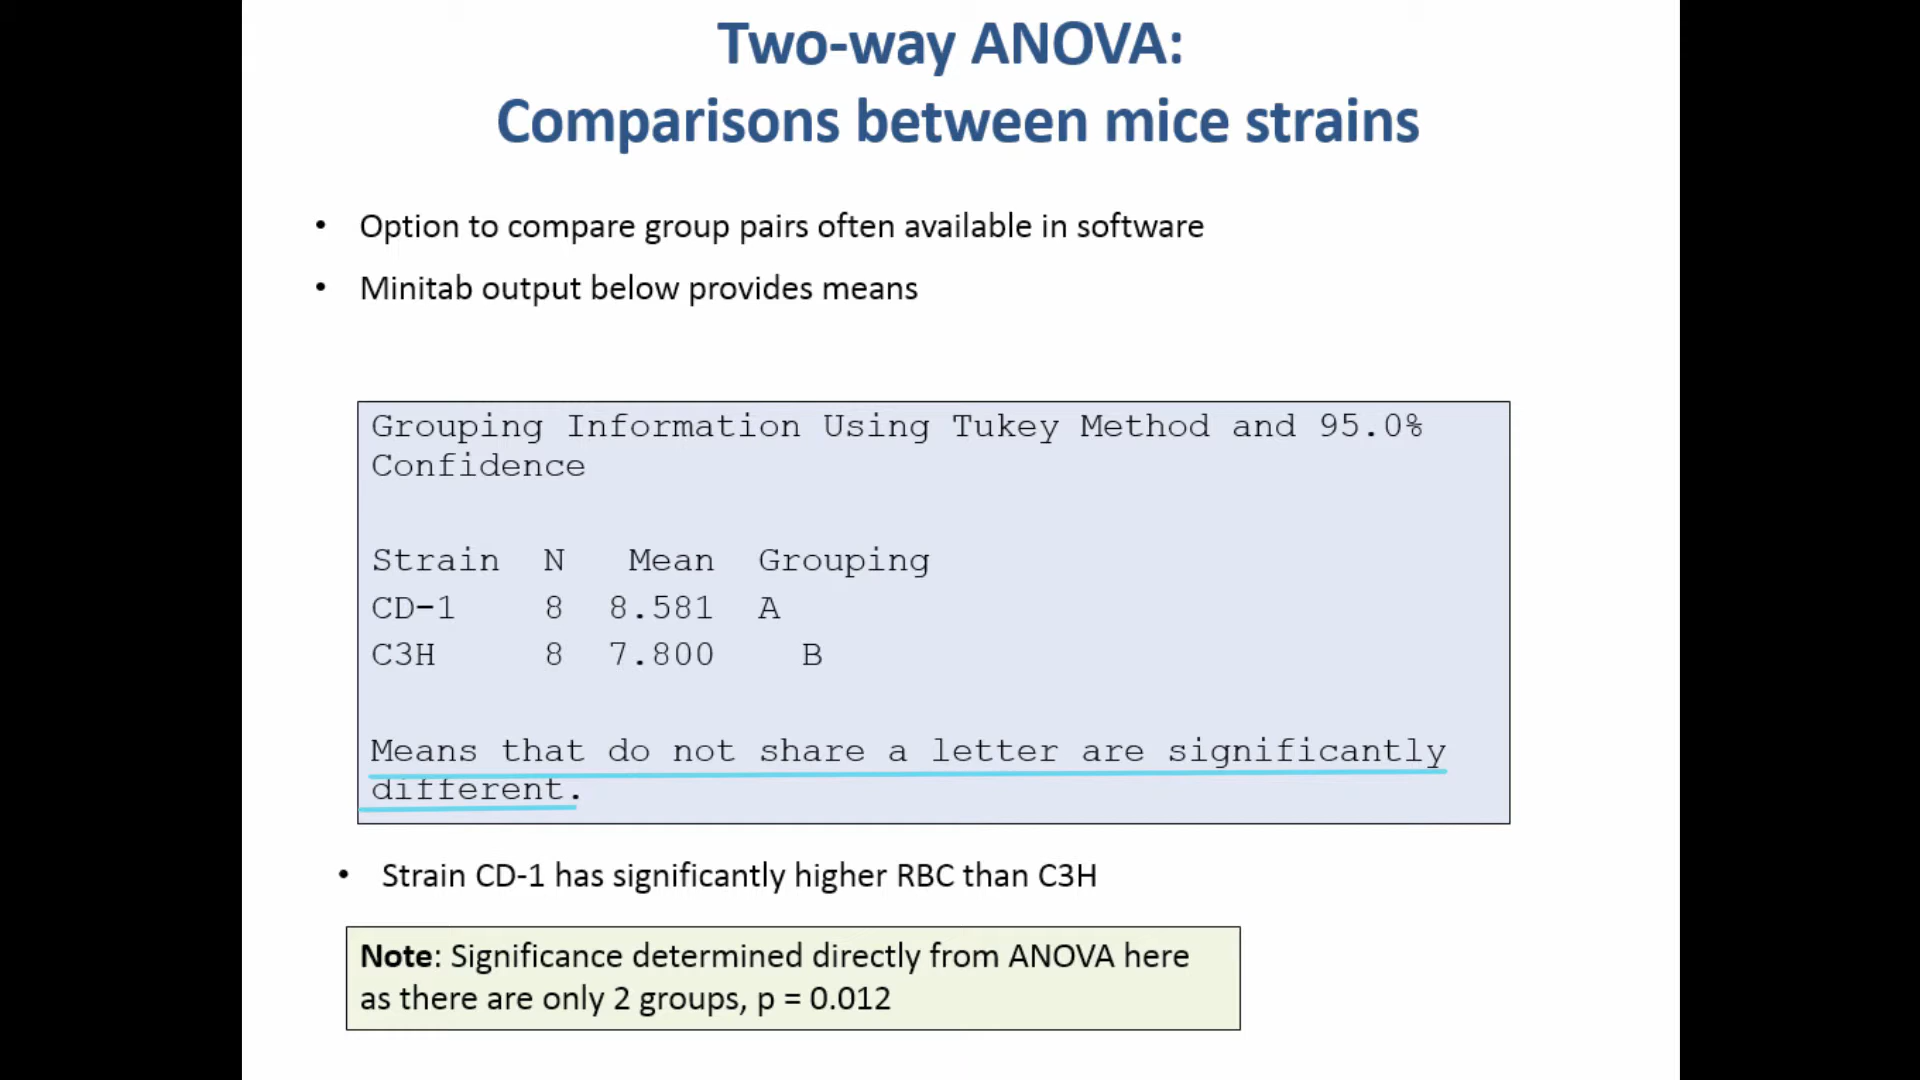 Two-way ANOVA:
Comparisons between mice strains
• Option to compare group pairs often available in software
• Minitab output below provides means
Grouping Information Using Tukey Method and 95.0%
Confidence
Strain N Mean Grouping
CD-1 8 8.581 A
C3H 8 7.800 B
Means that do not share a letter are significantly
different.
• Strain CD-1 has significantly higher RBC than C3H
Note: Significance determined directly from ANOVA here
as there are only 2 groups, p = 0.012